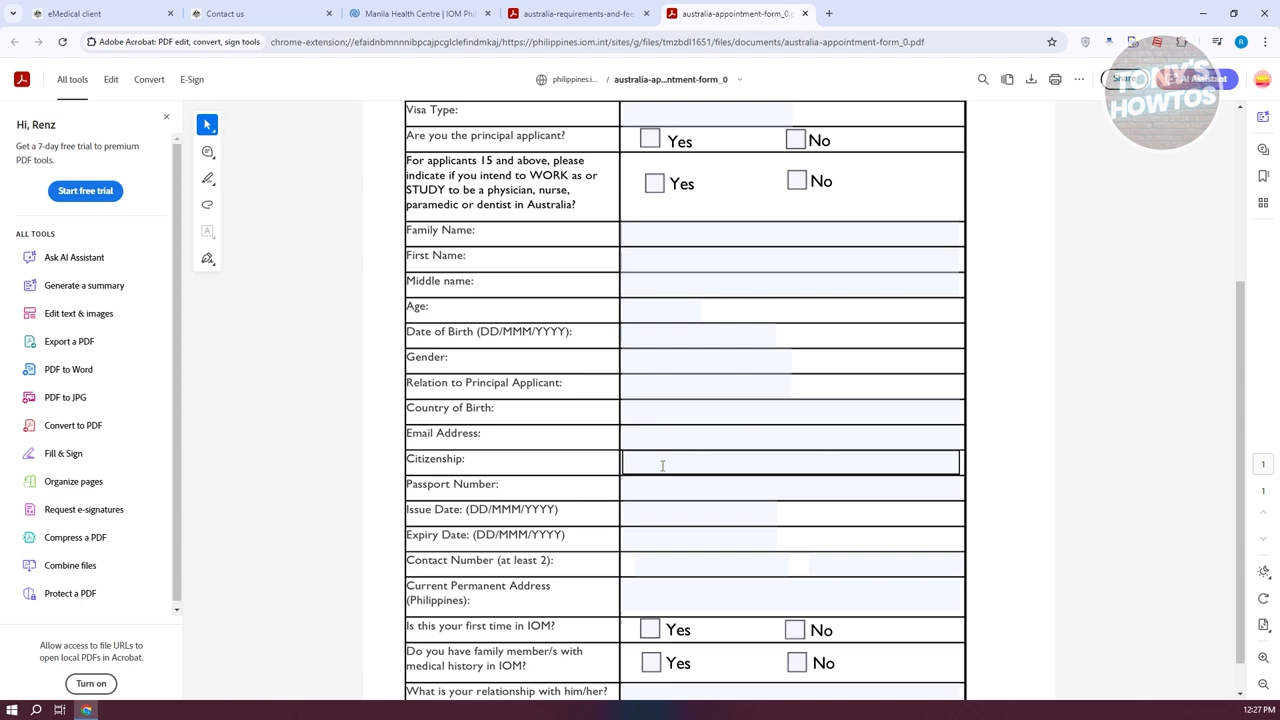 eMedical client
Contact us
Manila Health Centre | IOM Phil
australia-requirements-and-fee
australia-appointment-form_0.p
Adobe Acrobat: PDF edit, convert, sign tools
chrome-extension://efaidnbmnnnibpcajpcglclefindmkaj/https://philippines.iom.int/sites/g/files/tmzbdl1651/files/documents/australia-appointment-form_0.pdf
All tools
Edit
Convert
E-Sign
philippines.i...
australia-ap...ntment-form_0
Share
AI Assistant
TONY'S
HOWTOS
Hi, Renz
Get a 7-day free trial to premium
PDF tools.
Start free trial
ALL TOOLS
Ask AI Assistant
Generate a summary
Edit text & images
Export a PDF
PDF to Word
PDF to JPG
Convert to PDF
Fill & Sign
Organize pages
Request e-signatures
Compress a PDF
Combine files
Protect a PDF
Allow access to file URLs to
open local PDFs in Acrobat.
Turn on
Visa Type:
Are you the principal applicant?
Yes
No
For applicants 15 and above, please
indicate if you intend to WORK as or
STUDY to be a physician, nurse,
paramedic or dentist in Australia?
Yes
No
Family Name:
First Name:
Middle name:
Age:
Date of Birth (DD/MMM/YYYY):
Gender:
Relation to Principal Applicant:
Country of Birth:
Email Address:
Citizenship:
Passport Number:
Issue Date: (DD/MMM/YYYY)
Expiry Date: (DD/MMM/YYYY)
Contact Number (at least 2):
Current Permanent Address
(Philippines):
Is this your first time in IOM?
Yes
No
Do you have family member/s with
medical history in IOM?
Yes
No
What is your relationship with him/her?
1
1
R
12:27 PM